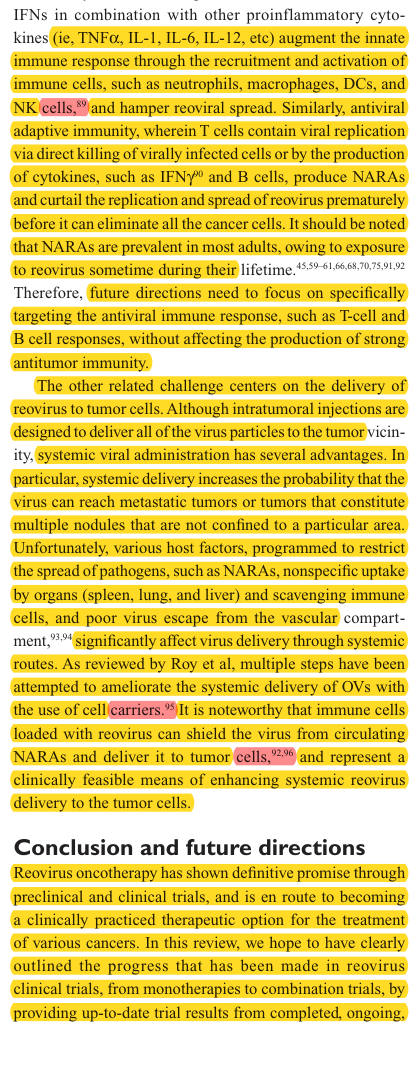 IFNs in combination with other proinflammatory cyto-
kines (ie, TNFα, IL-1, IL-6, IL-12, etc) augment the innate
immune response through the recruitment and activation of
immune cells, such as neutrophils, macrophages, DCs, and
NK cells,⁸⁹ and hamper reoviral spread. Similarly, antiviral
adaptive immunity, wherein T cells contain viral replication
via direct killing of virally infected cells or by the production
of cytokines, such as IFNγ⁹⁰ and B cells, produce NARAs
and curtail the replication and spread of reovirus prematurely
before it can eliminate all the cancer cells. It should be noted
that NARAs are prevalent in most adults, owing to exposure
to reovirus sometime during their lifetime.⁴⁵,⁵⁹–⁶¹,⁶⁶,⁶⁸,⁷⁰,⁷⁵,⁹¹,⁹²
Therefore, future directions need to focus on specifically
targeting the antiviral immune response, such as T-cell and
B cell responses, without affecting the production of strong
antitumor immunity.
The other related challenge centers on the delivery of
reovirus to tumor cells. Although intratumoral injections are
designed to deliver all of the virus particles to the tumor vicin-
ity, systemic viral administration has several advantages. In
particular, systemic delivery increases the probability that the
virus can reach metastatic tumors or tumors that constitute
multiple nodules that are not confined to a particular area.
Unfortunately, various host factors, programmed to restrict
the spread of pathogens, such as NARAs, nonspecific uptake
by organs (spleen, lung, and liver) and scavenging immune
cells, and poor virus escape from the vascular compart-
ment,⁹³,⁹⁴ significantly affect virus delivery through systemic
routes. As reviewed by Roy et al, multiple steps have been
attempted to ameliorate the systemic delivery of OVs with
the use of cell carriers.⁹⁵ It is noteworthy that immune cells
loaded with reovirus can shield the virus from circulating
NARAs and deliver it to tumor cells,⁹²,⁹⁶ and represent a
clinically feasible means of enhancing systemic reovirus
delivery to the tumor cells.
Conclusion and future directions
Reovirus oncotherapy has shown definitive promise through
preclinical and clinical trials, and is en route to becoming
a clinically practiced therapeutic option for the treatment
of various cancers. In this review, we hope to have clearly
outlined the progress that has been made in reovirus
clinical trials, from monotherapies to combination trials, by
providing up-to-date trial results from completed, ongoing,